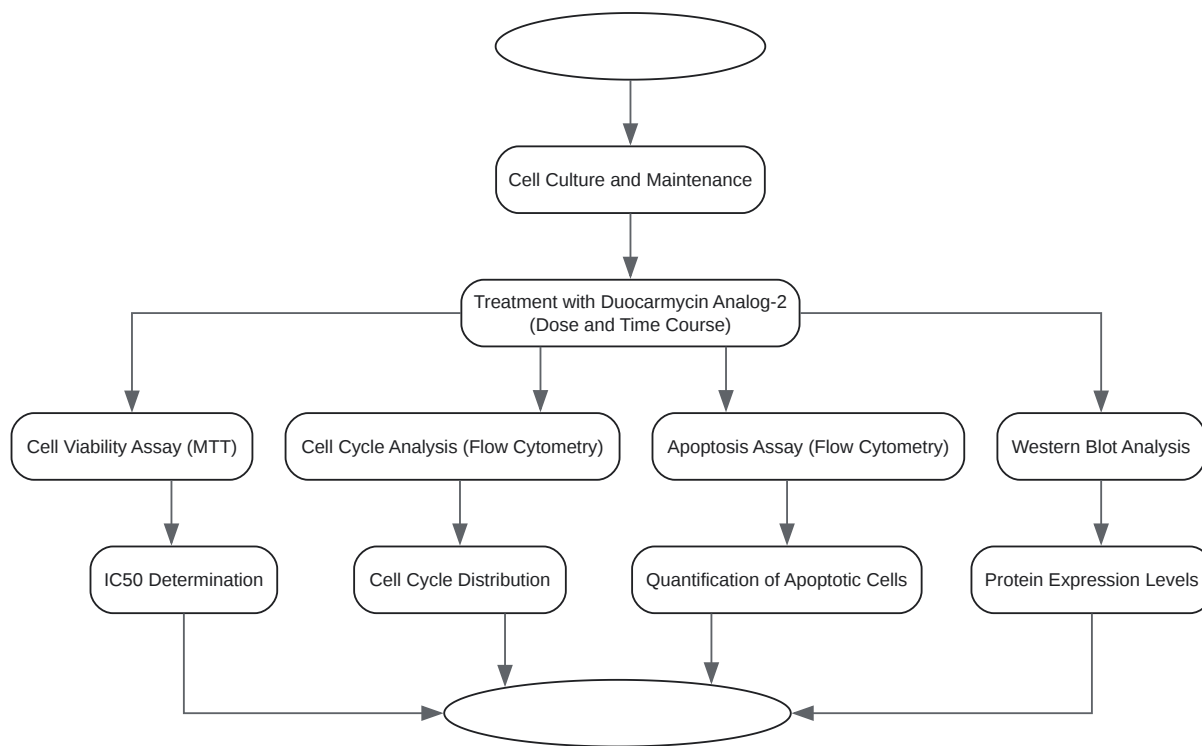 Cell Culture and Maintenance
Treatment with Duocarmycin Analog-2
(Dose and Time Course)
Cell Viability Assay (MTT)
Cell Cycle Analysis (Flow Cytometry)
Apoptosis Assay (Flow Cytometry)
Western Blot Analysis
IC50 Determination
Cell Cycle Distribution
Quantification of Apoptotic Cells
Protein Expression Levels